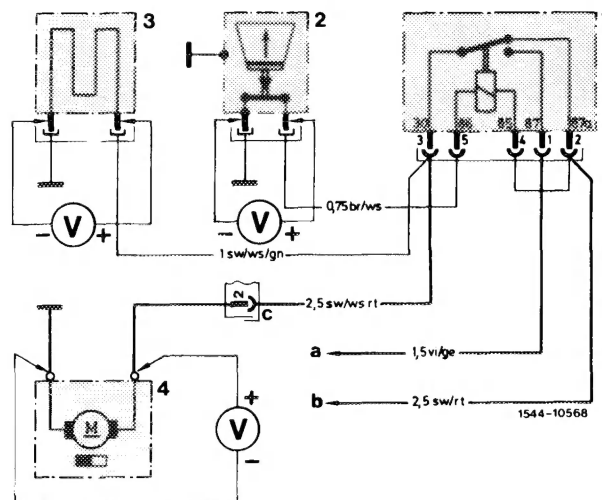 3
2
30 86 85 87 87a
3 5 4 1 2
0,75 br/ws
− V +
− V +
1 sw/ws/gn
2
c
2,5 sw/ws rt
a
1,5 vi/ge
4
+
b
2,5 sw/rt
M
V
1544-10568
−